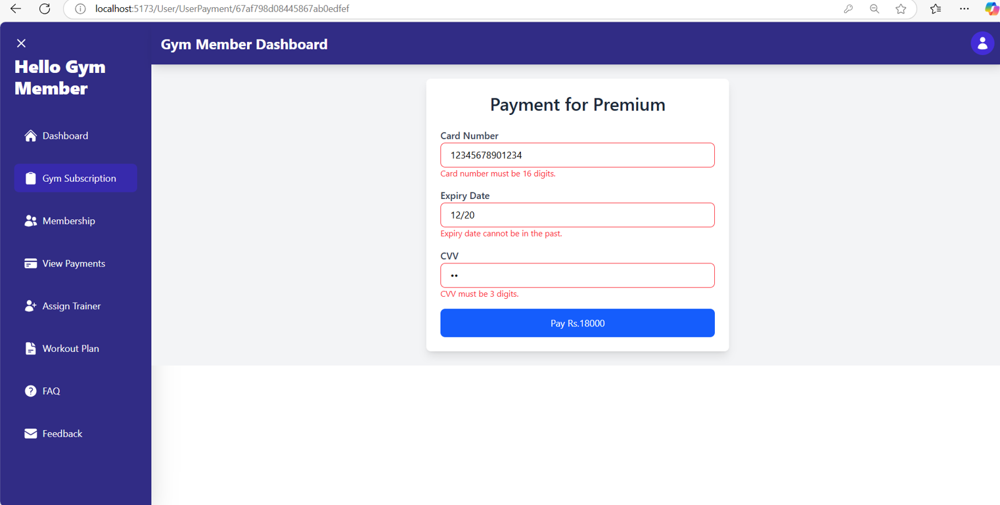 localhost:5173/User/UserPayment/67af798d08445867ab0edfef
Hello Gym
Member
Dashboard
Gym Subscription
Membership
View Payments
Assign Trainer
Workout Plan
FAQ
Feedback
Gym Member Dashboard
Payment for Premium
Card Number
12345678901234
Card number must be 16 digits.
Expiry Date
12/20
Expiry date cannot be in the past.
CVV
••
CVV must be 3 digits.
Pay Rs.18000